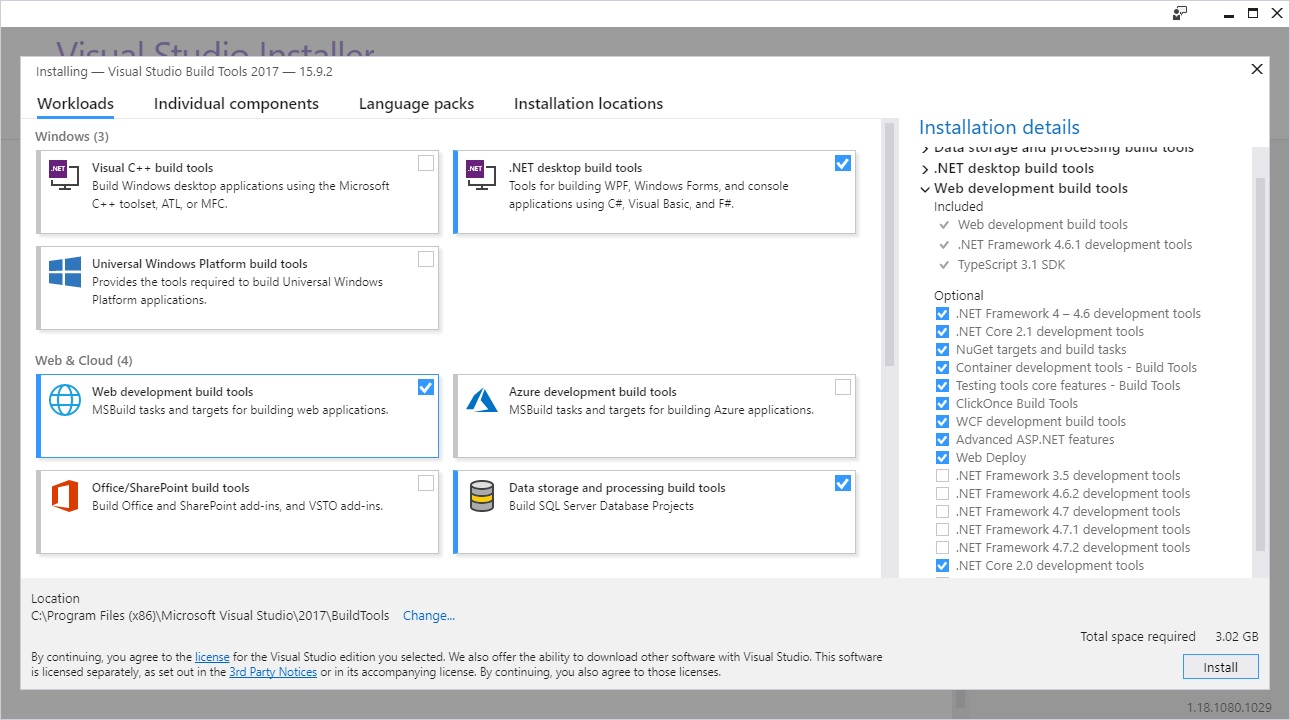 Visual Studio Installer
Installing — Visual Studio Build Tools 2017 — 15.9.2
Workloads
Individual components
Language packs
Installation locations
Windows (3)
.NET
Visual C++ build tools
Build Windows desktop applications using the Microsoft
C++ toolset, ATL, or MFC.
.NET
.NET desktop build tools
Tools for building WPF, Windows Forms, and console
applications using C#, Visual Basic, and F#.
Universal Windows Platform build tools
Provides the tools required to build Universal Windows
Platform applications.
Web & Cloud (4)
Web development build tools
MSBuild tasks and targets for building web applications.
Azure development build tools
MSBuild tasks and targets for building Azure applications.
Office/SharePoint build tools
Build Office and SharePoint add-ins, and VSTO add-ins.
Data storage and processing build tools
Build SQL Server Database Projects
Installation details
Data storage and processing build tools
.NET desktop build tools
Web development build tools
Included
Web development build tools
.NET Framework 4.6.1 development tools
TypeScript 3.1 SDK
Optional
.NET Framework 4 – 4.6 development tools
.NET Core 2.1 development tools
NuGet targets and build tasks
Container development tools - Build Tools
Testing tools core features - Build Tools
ClickOnce Build Tools
WCF development build tools
Advanced ASP.NET features
Web Deploy
.NET Framework 3.5 development tools
.NET Framework 4.6.2 development tools
.NET Framework 4.7 development tools
.NET Framework 4.7.1 development tools
.NET Framework 4.7.2 development tools
.NET Core 2.0 development tools
Location
C:\Program Files (x86)\Microsoft Visual Studio\2017\BuildTools Change...
Total space required 3.02 GB
By continuing, you agree to the license for the Visual Studio edition you selected. We also offer the ability to download other software with Visual Studio. This software
is licensed separately, as set out in the 3rd Party Notices or in its accompanying license. By continuing, you also agree to those licenses.
Install
1.18.1080.1029